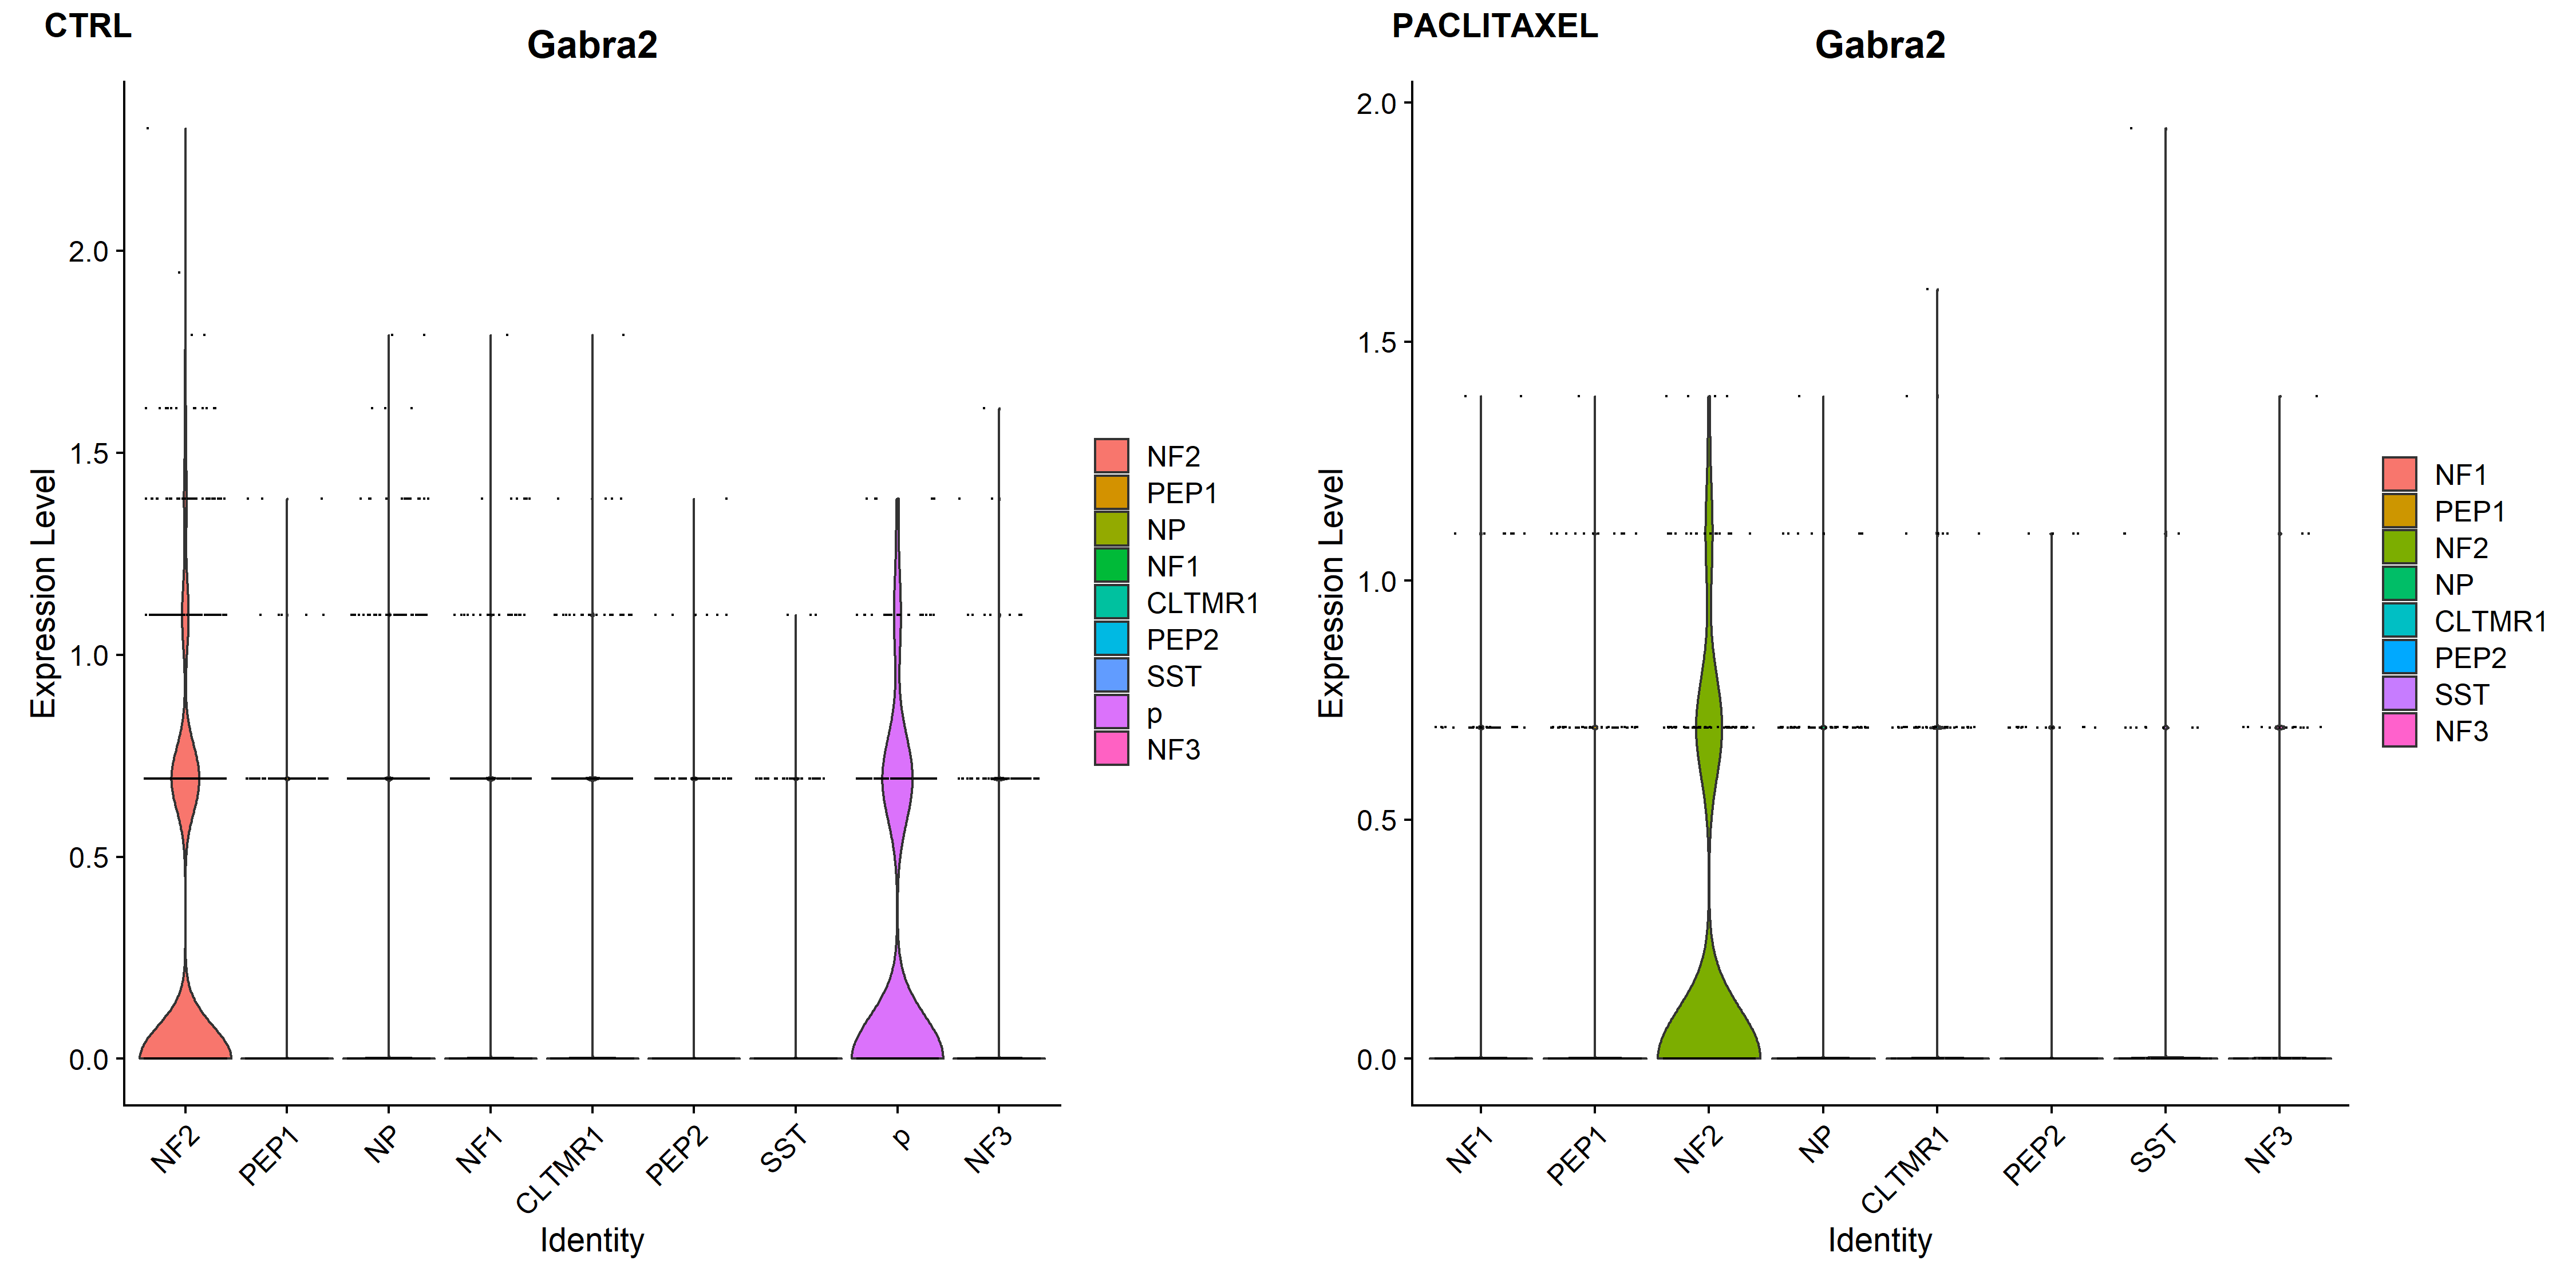 CTRL
Gabra2
Expression Level
2.0
1.5
1.0
0.5
0.0
NF2
PEP1
NP
NF1
CLTMR1
PEP2
SST
p
NF3
Identity
NF2
PEP1
NP
NF1
CLTMR1
PEP2
SST
p
NF3
PACLITAXEL
Gabra2
Expression Level
2.0
1.5
1.0
0.5
0.0
NF1
PEP1
NF2
NP
CLTMR1
PEP2
SST
NF3
Identity
NF1
PEP1
NF2
NP
CLTMR1
PEP2
SST
NF3